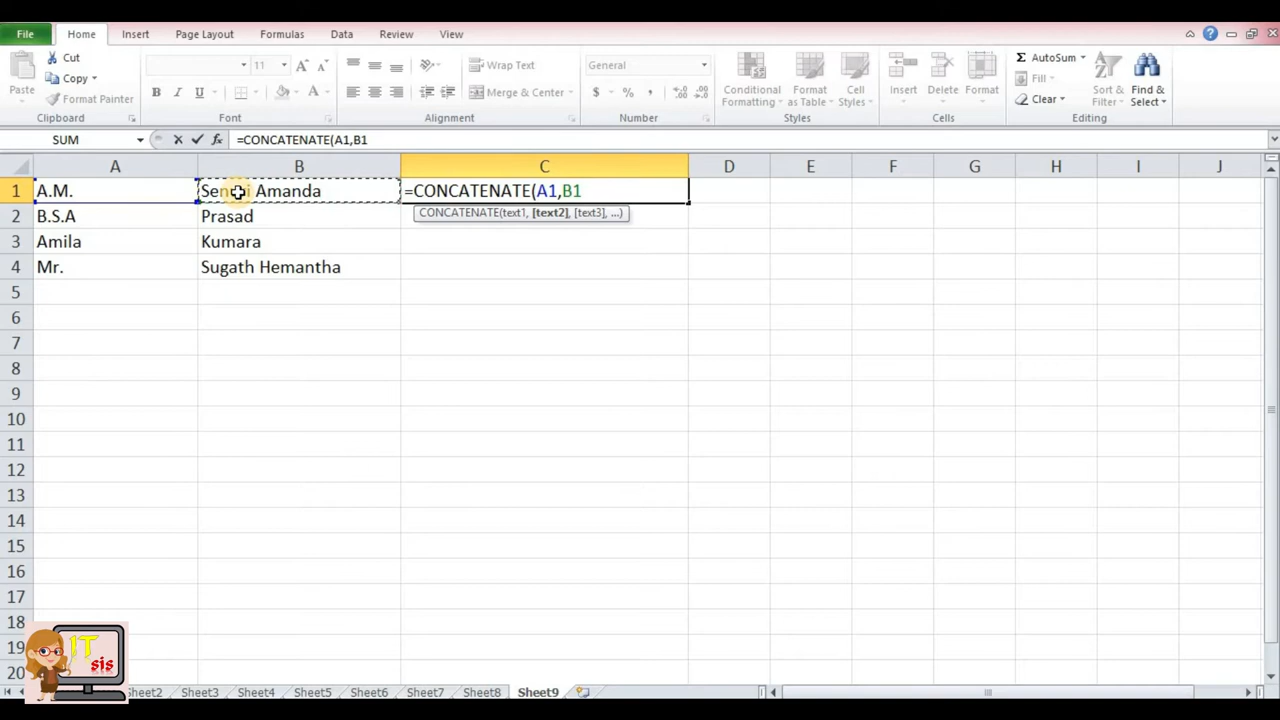 File Home Insert Page Layout Formulas Data Review View
Cut
Copy
Format Painter
Paste
11
B I U
A A
A
Wrap Text
Merge & Center
General
$ % ,
Conditional Formatting
Format as Table
Cell Styles
Insert Delete Format
AutoSum
Fill
Clear
Sort & Filter
Find & Select
Clipboard Font Alignment Number Styles Cells Editing
SUM fx =CONCATENATE(A1,B1
A B C D E F G H I J
1 A.M. Amanda =CONCATENATE(A1,B1
CONCATENATE(text1, [text2], [text3], ...)
2 B.S.A Prasad
3 Amila Kumara
4 Mr. Sugath Hemantha
5
6
7
8
9
10
11
12
13
14
15
16
17
18
19
20
IT
sis
Sheet2 Sheet3 Sheet4 Sheet5 Sheet6 Sheet7 Sheet8 Sheet9